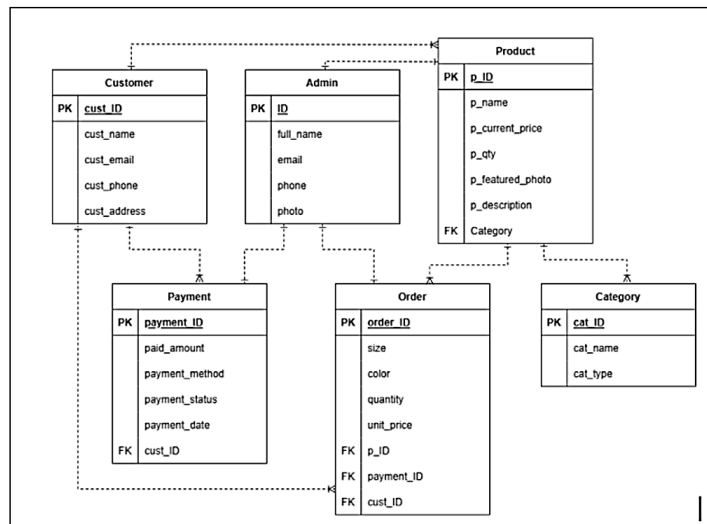 Product
PK p_ID
p_name
p_current_price
p_qty
p_featured_photo
p_description
FK Category
Customer
PK cust_ID
cust_name
cust_email
cust_phone
cust_address
Admin
PK ID
full_name
email
phone
photo
Payment
PK payment_ID
paid_amount
payment_method
payment_status
payment_date
FK cust_ID
Order
PK order_ID
size
color
quantity
unit_price
FK p_ID
FK payment_ID
FK cust_ID
Category
PK cat_ID
cat_name
cat_type